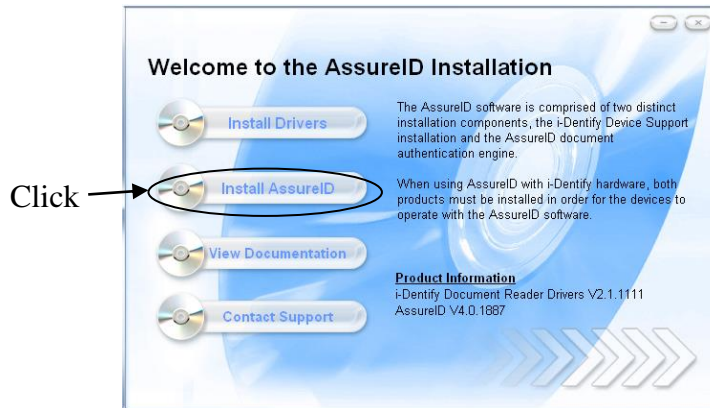 Welcome to the AssureID Installation
Install Drivers
The AssureID software is comprised of two distinct
installation components, the i-Dentify Device Support
installation and the AssureID document
authentication engine.
Click
Install AssureID
When using AssureID with i-Dentify hardware, both
products must be installed in order for the devices to
operate with the AssureID software.
View Documentation
Product Information
i-Dentify Document Reader Drivers V2.1.1111
AssureID V4.0.1887
Contact Support